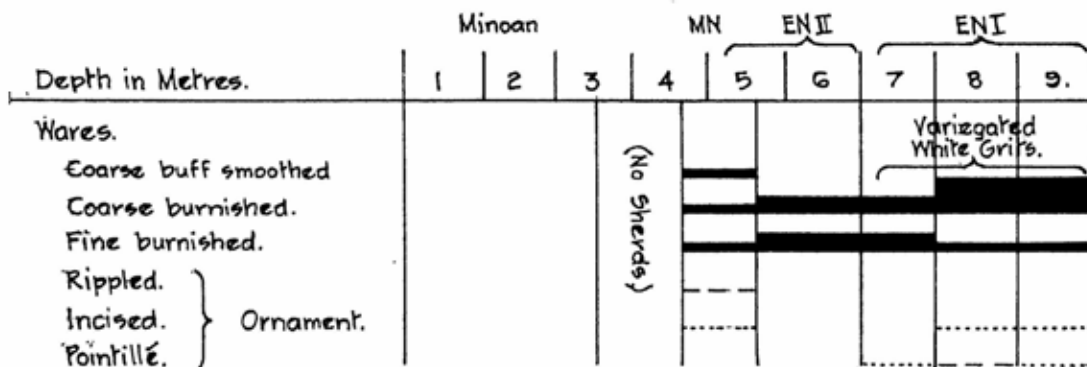 Minoan MN EN II EN I
Depth in Metres. 1 2 3 4 5 6 7 8 9.
Wares.
Variegated
White Grits.
Coarse buff smoothed
Coarse burnished.
Fine burnished.
(No Sherds)
Rippled.
Incised. Ornament.
Pointillé.